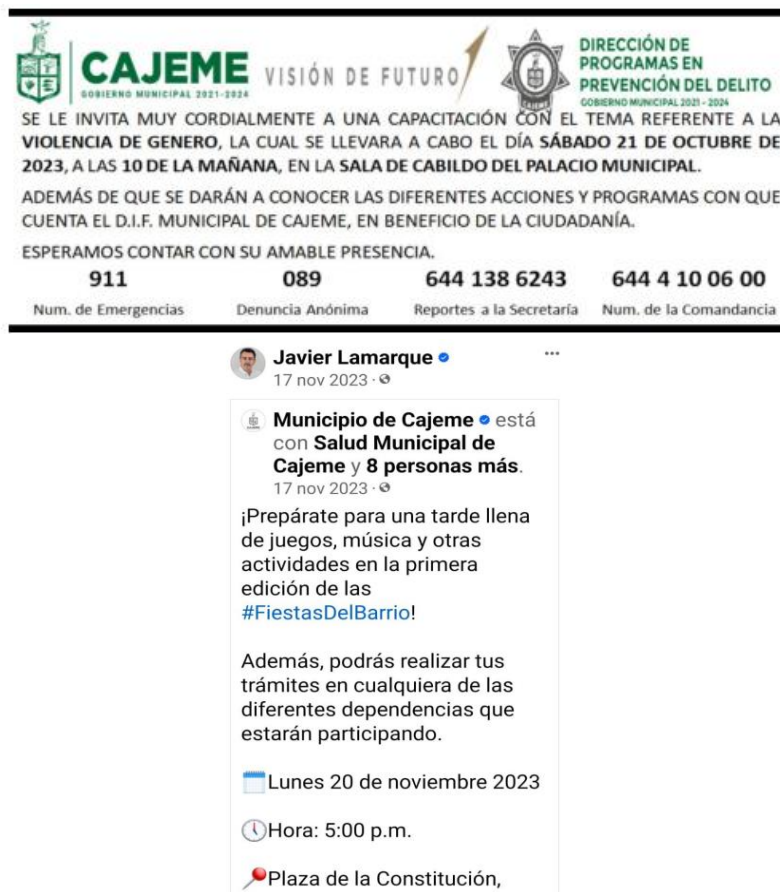 CAJEME
GOBIERNO MUNICIPAL 2021-2024
VISIÓN DE FUTURO
CAJEME
DIRECCIÓN DE
PROGRAMAS EN
PREVENCIÓN DEL DELITO
GOBIERNO MUNICIPAL 2021 - 2024
SE LE INVITA MUY CORDIALMENTE A UNA CAPACITACIÓN CON EL TEMA REFERENTE A LA
VIOLENCIA DE GENERO, LA CUAL SE LLEVARA A CABO EL DÍA SÁBADO 21 DE OCTUBRE DE
2023, A LAS 10 DE LA MAÑANA, EN LA SALA DE CABILDO DEL PALACIO MUNICIPAL.
ADEMÁS DE QUE SE DARÁN A CONOCER LAS DIFERENTES ACCIONES Y PROGRAMAS CON QUE
CUENTA EL D.I.F. MUNICIPAL DE CAJEME, EN BENEFICIO DE LA CIUDADANÍA.
ESPERAMOS CONTAR CON SU AMABLE PRESENCIA.
911 089 644 138 6243 644 4 10 06 00
Num. de Emergencias Denuncia Anónima Reportes a la Secretaría Num. de la Comandancia
Javier Lamarque
17 nov 2023 ·
Municipio de Cajeme está
con Salud Municipal de
Cajeme y 8 personas más.
17 nov 2023 ·
¡Prepárate para una tarde llena
de juegos, música y otras
actividades en la primera
edición de las
#FiestasDelBarrio!
Además, podrás realizar tus
trámites en cualquiera de las
diferentes dependencias que
estarán participando.
Lunes 20 de noviembre 2023
Hora: 5:00 p.m.
Plaza de la Constitución,